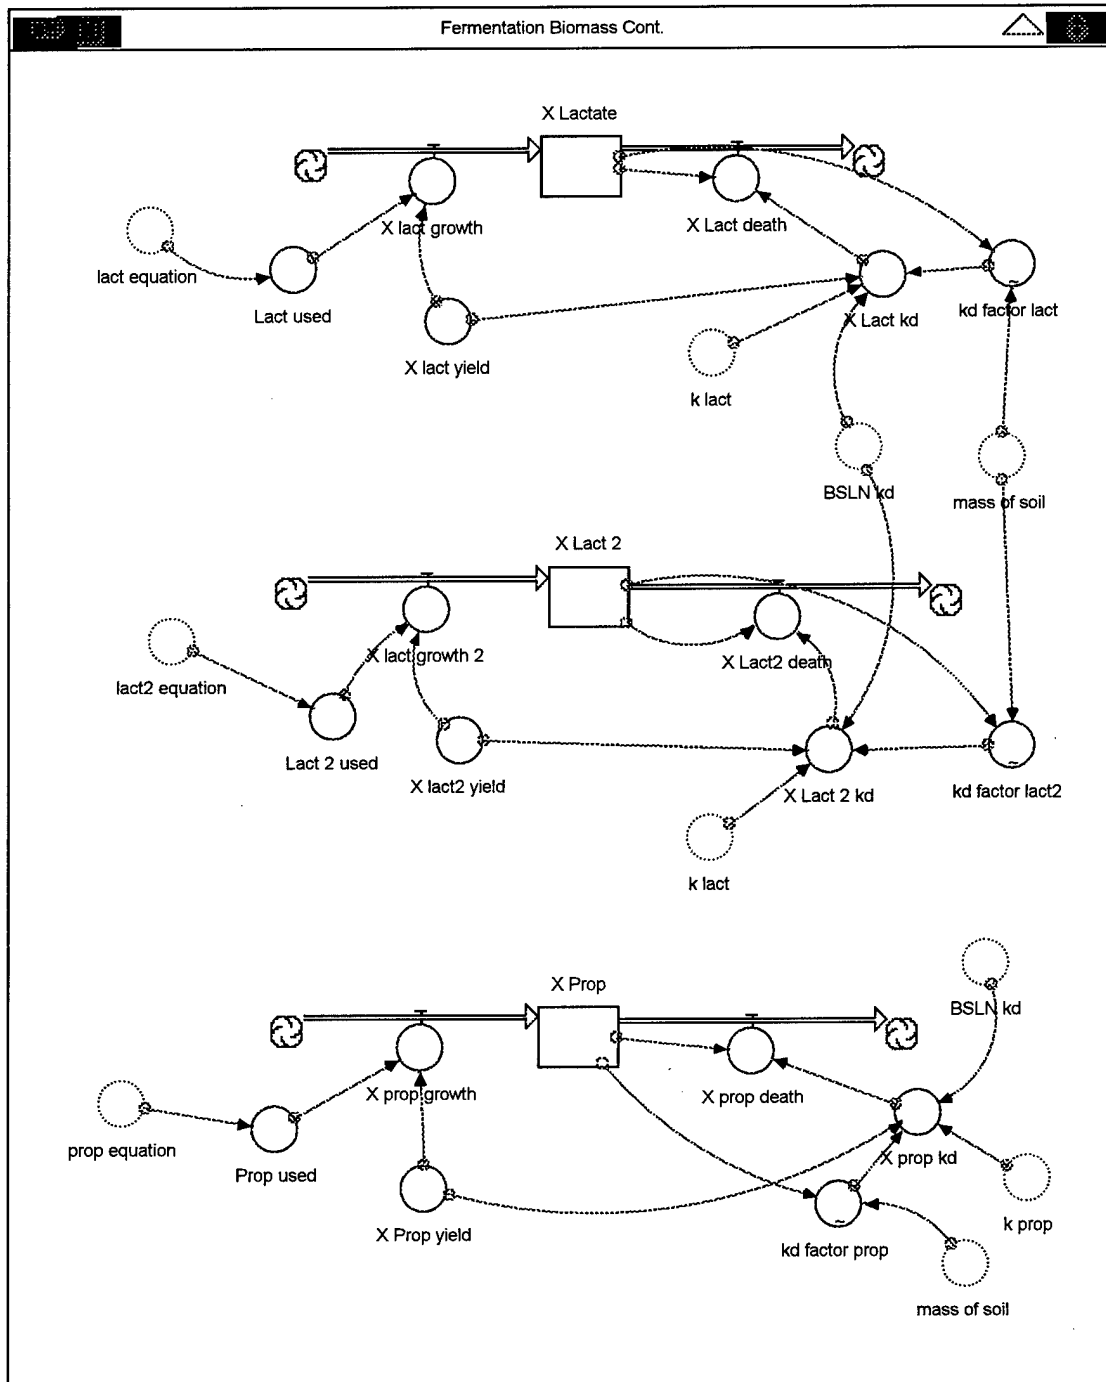 Fermentation Biomass Cont.
X Lactate
X lact growth
X Lact death
lact equation
Lact used
X Lact kd
kd factor lact
X lact yield
k lact
BSLN kd
mass of soil
X Lact 2
X lact growth 2
X Lact2 death
lact2 equation
Lact 2 used
X lact2 yield
X Lact 2 kd
kd factor lact2
k lact
X Prop
BSLN kd
X prop growth
X prop death
prop equation
Prop used
X prop kd
X Prop yield
kd factor prop
k prop
mass of soil
~
~
~